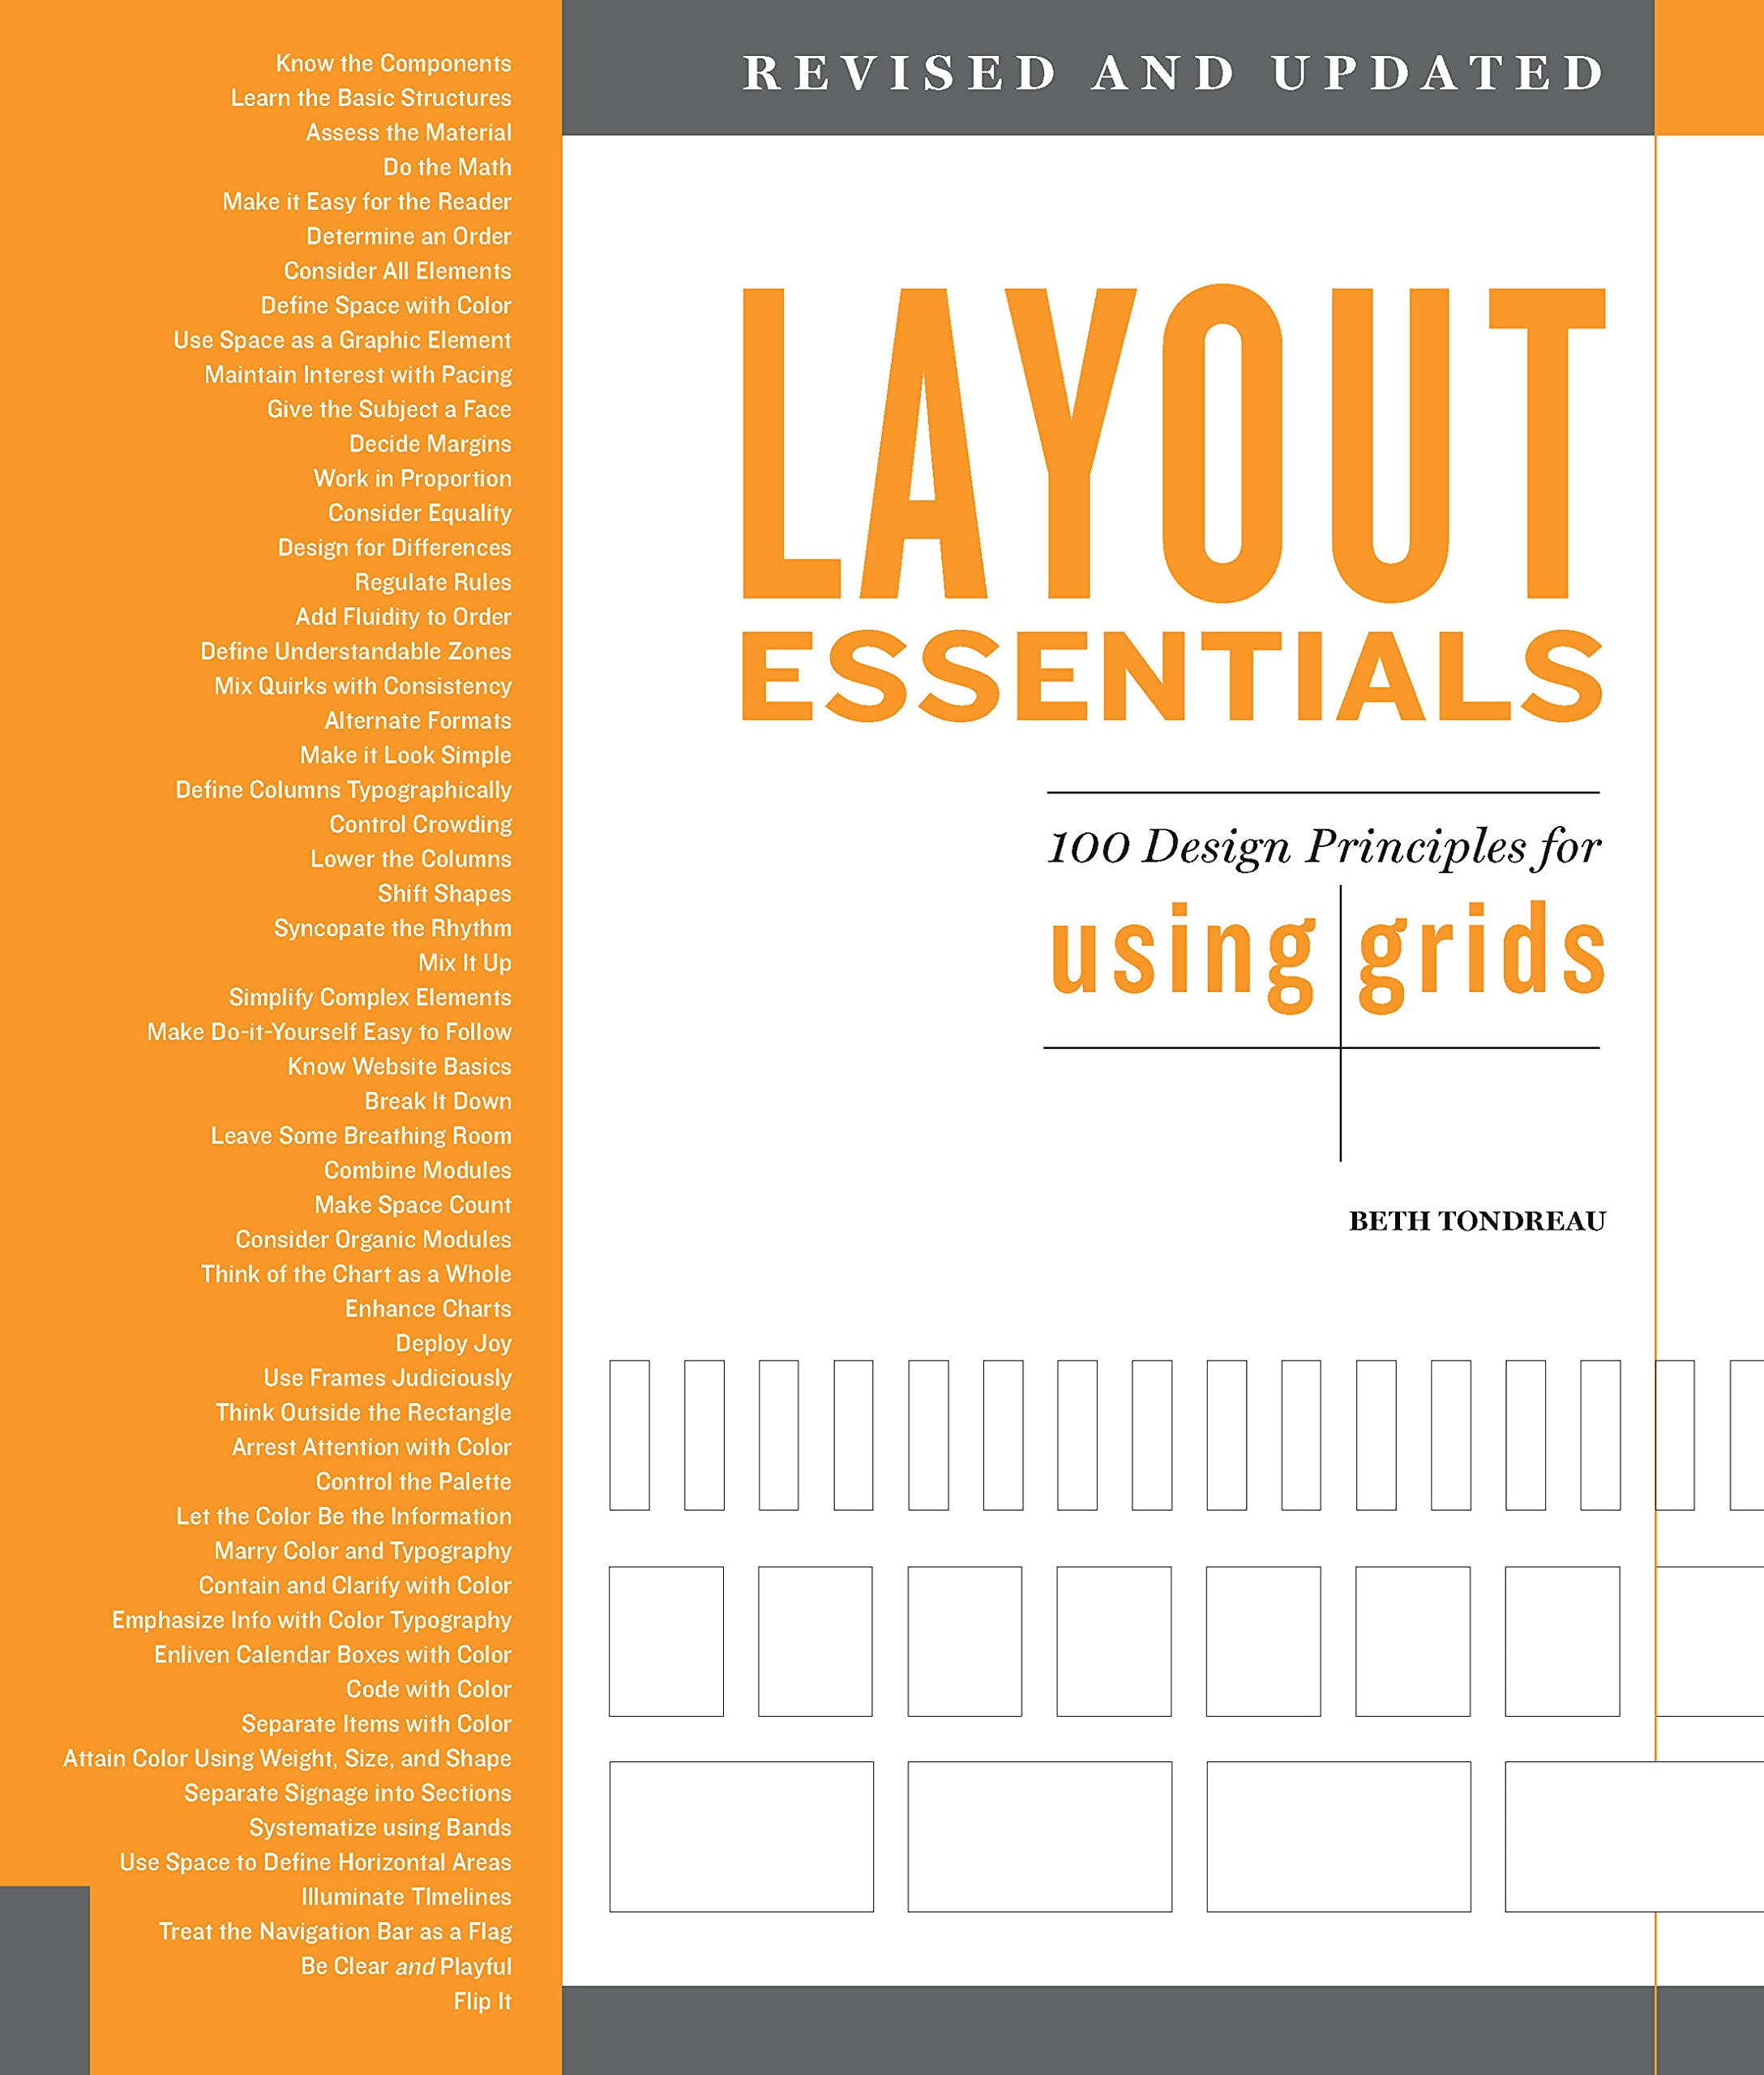 Know the Components
Learn the Basic Structures
Assess the Material
Do the Math
Make it Easy for the Reader
Determine an Order
Consider All Elements
Define Space with Color
Use Space as a Graphic Element
Maintain Interest with Pacing
Give the Subject a Face
Decide Margins
Work in Proportion
Consider Equality
Design for Differences
Regulate Rules
Add Fluidity to Order
Define Understandable Zones
Mix Quirks with Consistency
Alternate Formats
Make it Look Simple
Define Columns Typographically
Control Crowding
Lower the Columns
Shift Shapes
Syncopate the Rhythm
Mix It Up
Simplify Complex Elements
Make Do-it-Yourself Easy to Follow
Know Website Basics
Break It Down
Leave Some Breathing Room
Combine Modules
Make Space Count
Consider Organic Modules
Think of the Chart as a Whole
Enhance Charts
Deploy Joy
Use Frames Judiciously
Think Outside the Rectangle
Arrest Attention with Color
Control the Palette
Let the Color Be the Information
Marry Color and Typography
Contain and Clarify with Color
Emphasize Info with Color Typography
Enliven Calendar Boxes with Color
Code with Color
Separate Items with Color
Attain Color Using Weight, Size, and Shape
Separate Signage into Sections
Systematize using Bands
Use Space to Define Horizontal Areas
Illuminate TImelines
Treat the Navigation Bar as a Flag
Be Clear and Playful
Flip It
REVISED AND UPDATED
LAYOUT
ESSENTIALS
100 Design Principles for
using grids
BETH TONDREAU